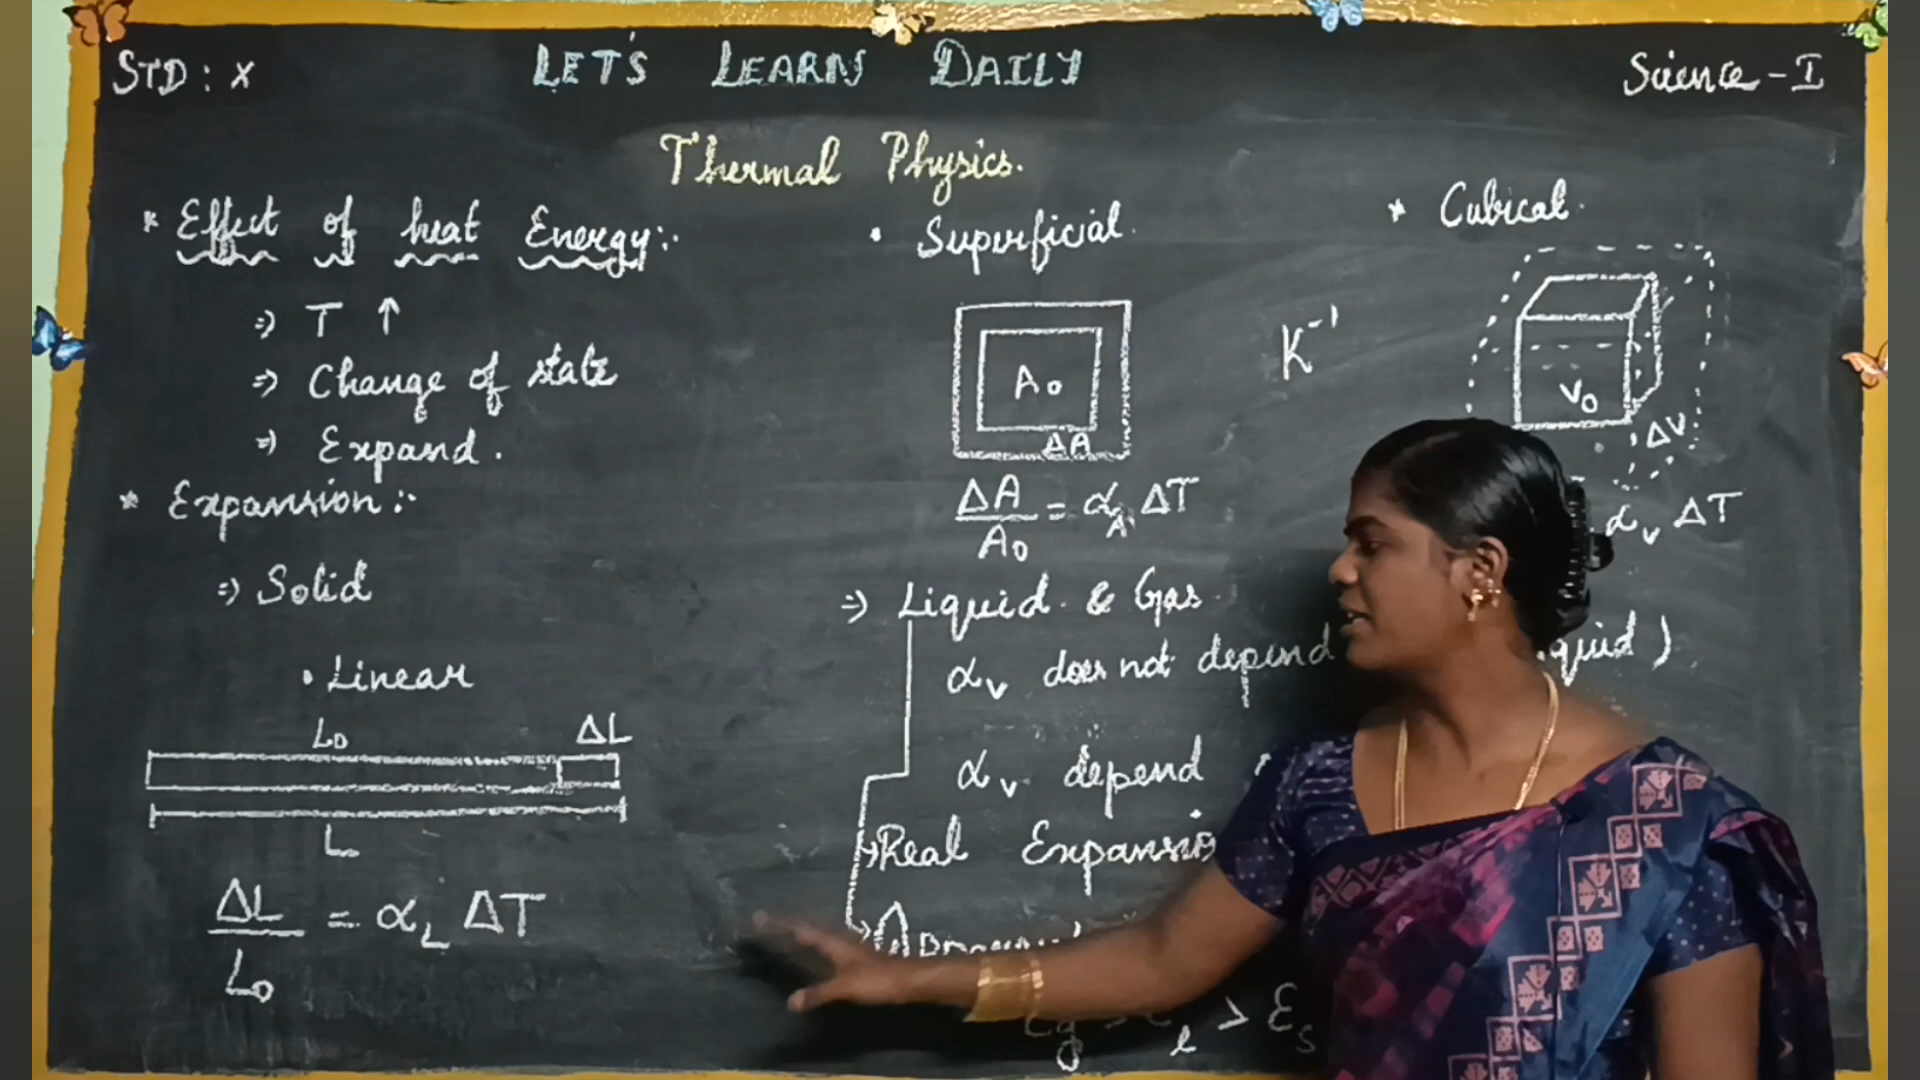 STD : X
LET'S LEARN DAILY
Science - I
Thermal Physics.
* Effect of heat Energy:-
⇒ T ↑
⇒ Change of state
⇒ Expand.
* Expansion :-
⇒ Solid
• Linear
L₀ ΔL
L
ΔL/L₀ = α_L ΔT
• Superficial
A₀
ΔA
ΔA/A₀ = α_A ΔT
K⁻¹
* Cubical
V₀
ΔV
α_v ΔT
⇒ Liquid & Gas
α_v does not depend
α_v depend
Real Expansion
> E_s